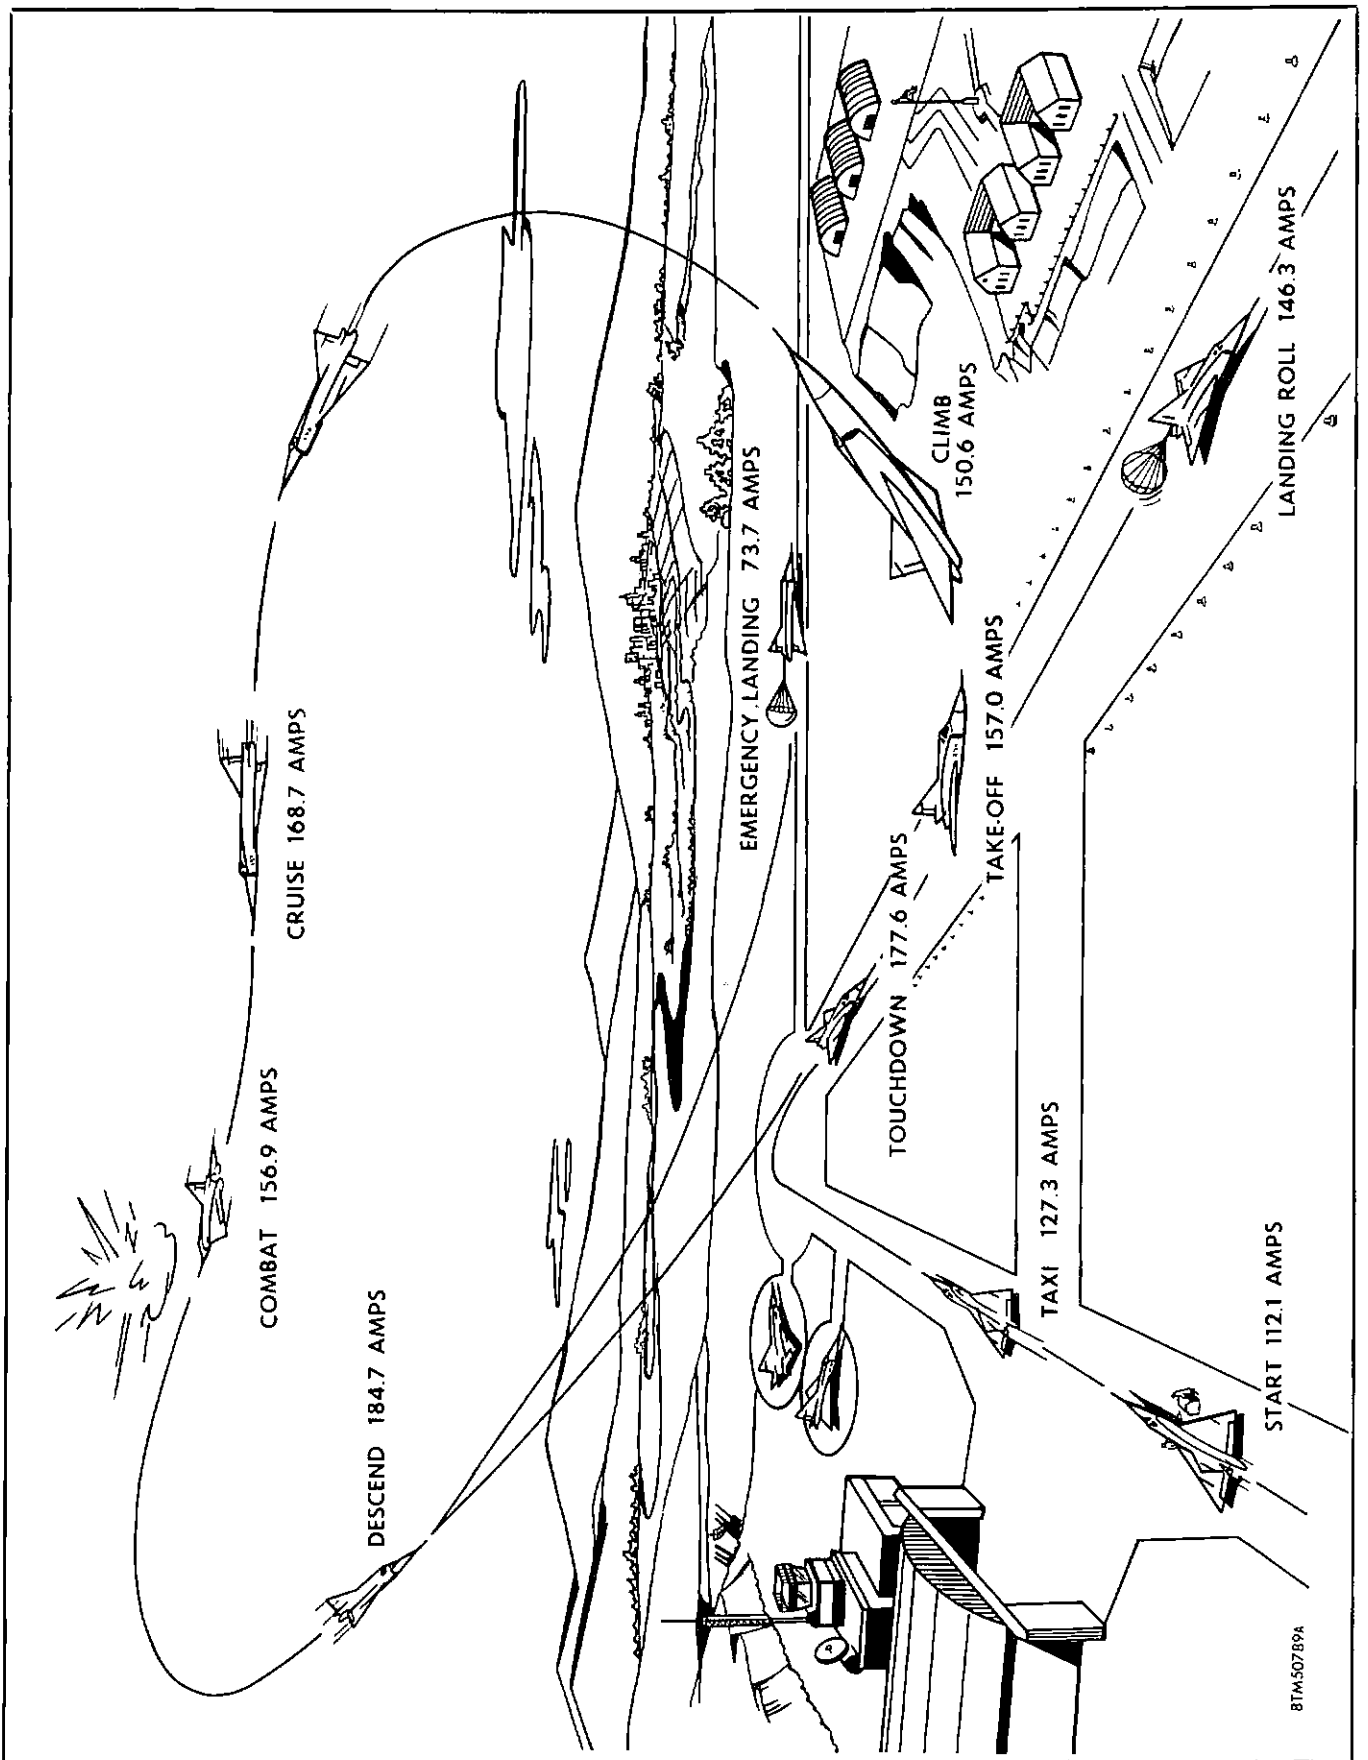 COMBAT 156.9 AMPS
CRUISE 168.7 AMPS
DESCEND 184.7 AMPS
EMERGENCY LANDING 73.7 AMPS
TOUCHDOWN 177.6 AMPS
CLIMB
150.6 AMPS
TAKE-OFF 157.0 AMPS
TAXI 127.3 AMPS
START 112.1 AMPS
LANDING ROLL 146.3 AMPS
BTM50789A